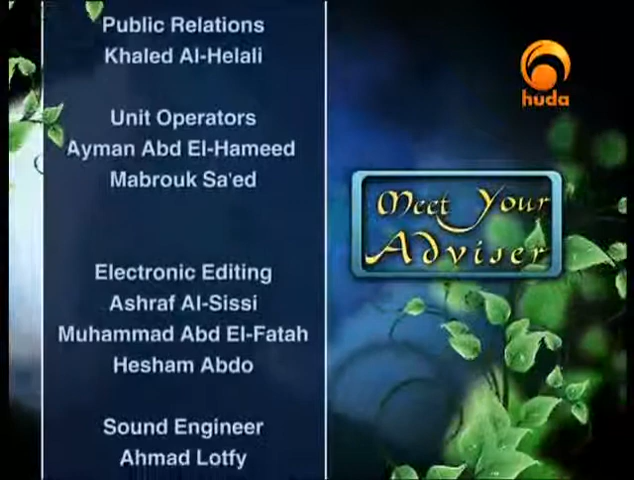 Public Relations
Khaled Al-Helali
Unit Operators
Ayman Abd El-Hameed
Mabrouk Sa'ed
Electronic Editing
Ashraf Al-Sissi
Muhammad Abd El-Fatah
Hesham Abdo
Sound Engineer
Ahmad Lotfy
huda
Meet Your
Adviser